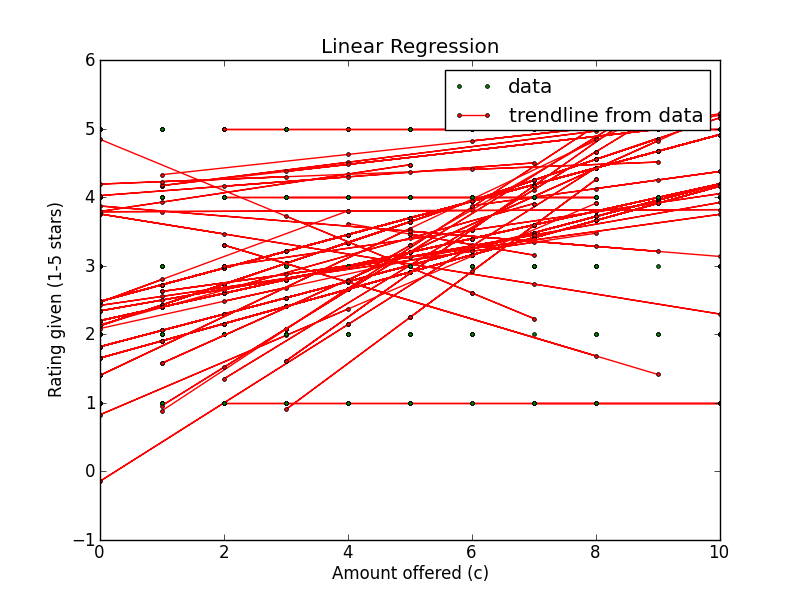 Linear Regression
data
trendline from data
6
5
4
3
2
1
0
−1
0 2 4 6 8 10
Rating given (1-5 stars)
Amount offered (c)